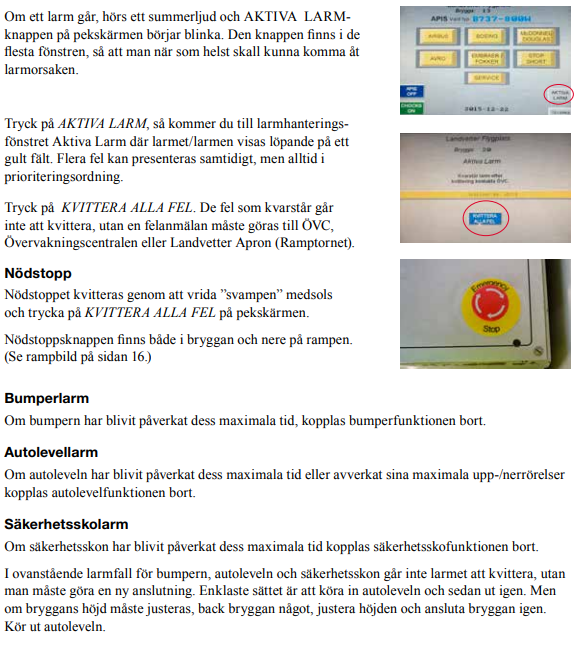 Om ett larm går, hörs ett summerljud och AKTIVA LARM-
knappen på pekskärmen börjar blinka. Den knappen finns i de
flesta fönstren, så att man när som helst skall kunna komma åt
larmorsaken.
APIS
B737-800W
AIRBUS
BOEING
McDONNEL
DOUGLAS
AVRO
EMBRAER
FOKKER
STOP
SHORT
SERVICE
APIS
OFF
AKTIVA
LARM
CHOCKS
ON
2015-12-22
Tryck på AKTIVA LARM, så kommer du till larmhanterings-
fönstret Aktiva Larm där larmet/larmen visas löpande på ett
gult fält. Flera fel kan presenteras samtidigt, men alltid i
prioriteringsordning.
Landvetter Flygplats
Brygga
Aktiva Larm
Kvarstår larm efter
kvittering kontakta ÖVC.
KVITTERA
ALLA FEL
Tryck på KVITTERA ALLA FEL. De fel som kvarstår går
inte att kvittera, utan en felanmälan måste göras till ÖVC,
Övervakningscentralen eller Landvetter Apron (Ramptornet).
Nödstopp
Nödstoppet kvitteras genom att vrida ”svampen” medsols
och trycka på KVITTERA ALLA FEL på pekskärmen.
Nödstoppsknappen finns både i bryggan och nere på rampen.
(Se rampbild på sidan 16.)
Emergency
Stop
Bumperlarm
Om bumpern har blivit påverkat dess maximala tid, kopplas bumperfunktionen bort.
Autolevellarm
Om autoleveln har blivit påverkat dess maximala tid eller avverkat sina maximala upp-/nerrörelser
kopplas autolevelfunktionen bort.
Säkerhetsskolarm
Om säkerhetsskon har blivit påverkat dess maximala tid kopplas säkerhetsskofunktionen bort.
I ovanstående larmfall för bumpern, autoleveln och säkerhetsskon går inte larmet att kvittera, utan
man måste göra en ny anslutning. Enklaste sättet är att köra in autoleveln och sedan ut igen. Men
om bryggans höjd måste justeras, back bryggan något, justera höjden och ansluta bryggan igen.
Kör ut autoleveln.